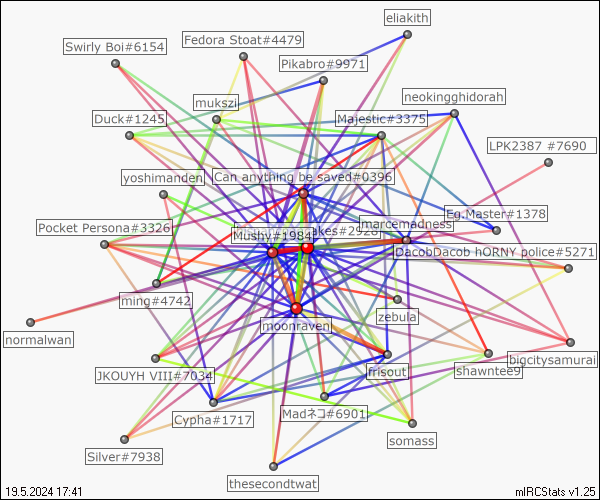 eliakith
Swirly Boi#6154
Fedora Stoat#4479
Pikabro#9971
neokingghidorah
mukszi
Duck#1245
Majestic#3375
LPK2387 #7690
yoshimanden
Can anything be saved#0396
Eg.Master#1378
Pocket Persona#3326
marcemadness
Mushy#1984
DacobDacob hORNY police#5271
ming#4742
zebula
moonraven
normalwan
bigcitysamurai
JKOUYH VIII#7034
frisout
shawntee9
Cypha#1717
Madネコ#6901
somass
Silver#7938
thesecondtwat
19.5.2024 17:41
mIRCStats v1.25